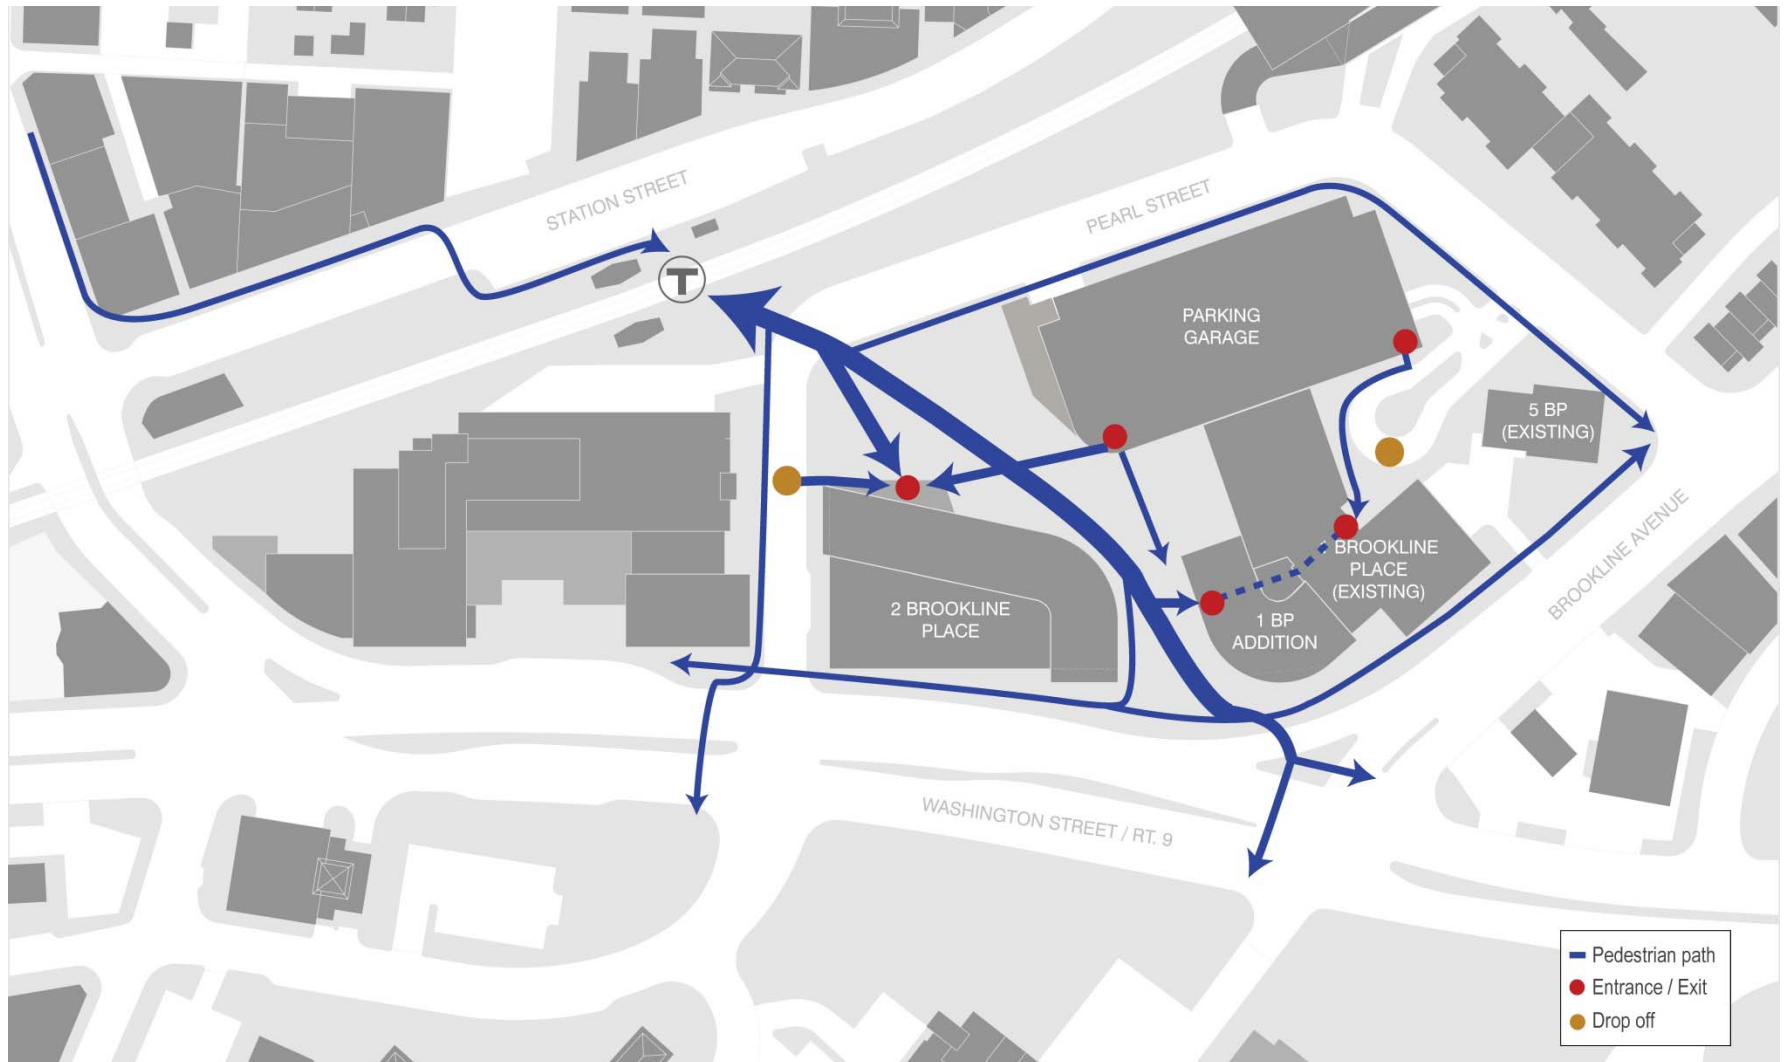 STATION STREET
PEARL STREET
T
PARKING
GARAGE
5 BP
(EXISTING)
BROOKLINE
PLACE
(EXISTING)
BROOKLINE AVENUE
2 BROOKLINE
PLACE
1 BP
ADDITION
WASHINGTON STREET / RT. 9
Pedestrian path
Entrance / Exit
Drop off